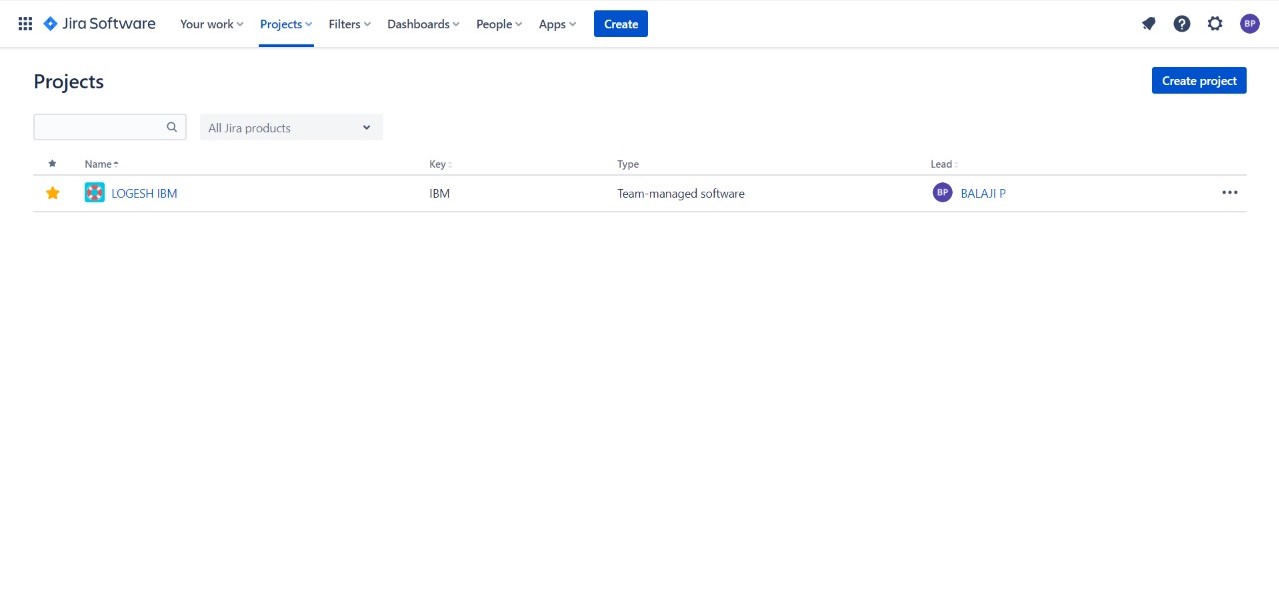 Jira Software Your work Projects Filters Dashboards People Apps Create BP
Projects Create project
All Jira products
Name Key Type Lead
LOGESH IBM IBM Team-managed software BP BALAJI P